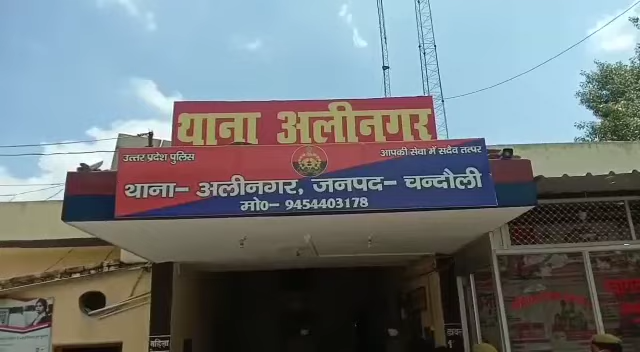 थाना अलीनगर
उत्तर प्रदेश पुलिस
आपकी सेवा में सदैव तत्पर
थाना– अलीनगर, जनपद– चन्दौली
मो०– 9454403178